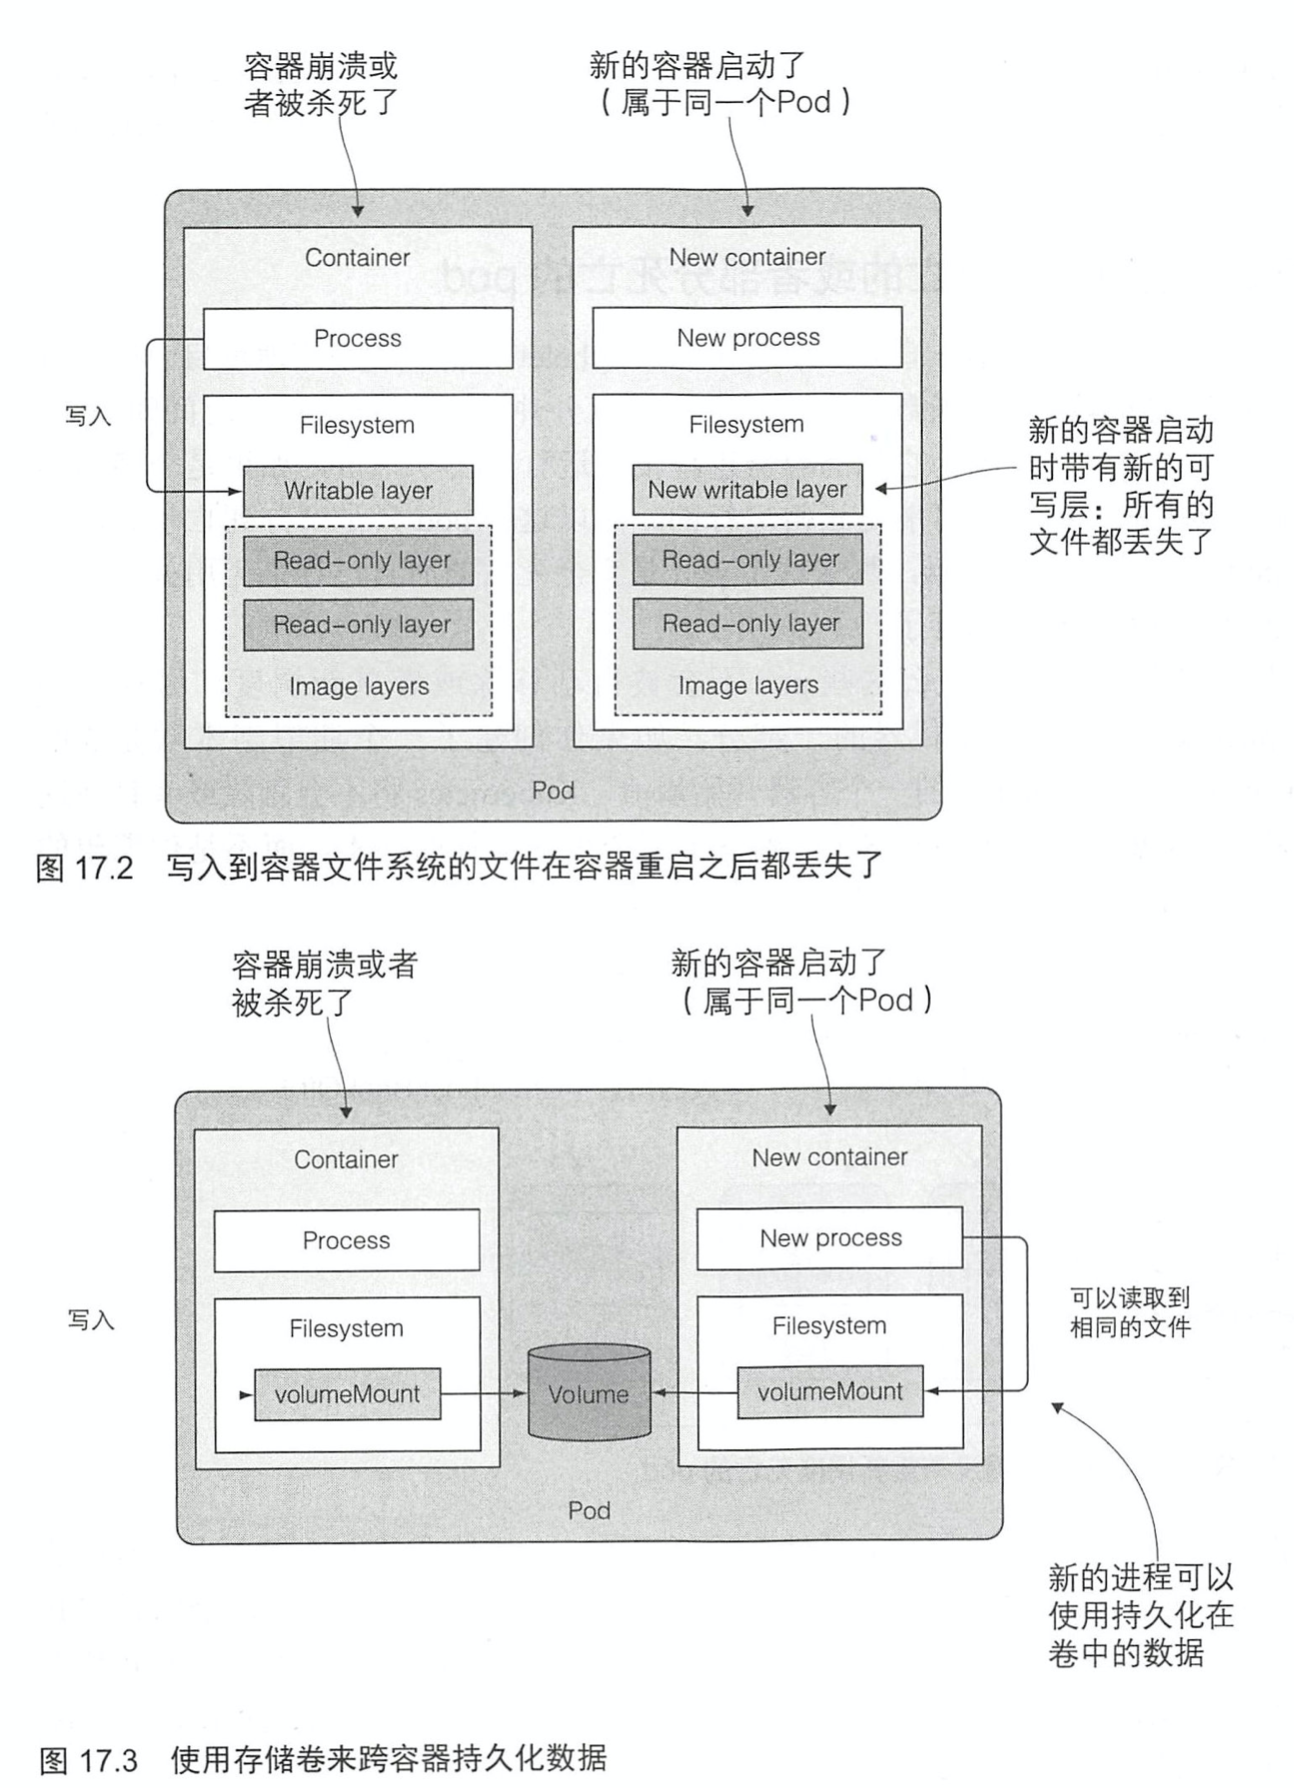 容器崩溃或
者被杀死了
新的容器启动了
（属于同一个Pod）
Container
New container
Process
New process
写入
Filesystem
Filesystem
新的容器启动
时带有新的可
写层：所有的
文件都丢失了
Writable layer
New writable layer
Read-only layer
Read-only layer
Read-only layer
Read-only layer
Image layers
Image layers
Pod
图 17.2 写入到容器文件系统的文件在容器重启之后都丢失了
容器崩溃或者
被杀死了
新的容器启动了
（属于同一个Pod）
Container
New container
Process
New process
写入
Filesystem
Filesystem
可以读取到
相同的文件
volumeMount
Volume
volumeMount
Pod
新的进程可以
使用持久化在
卷中的数据
图 17.3 使用存储卷来跨容器持久化数据